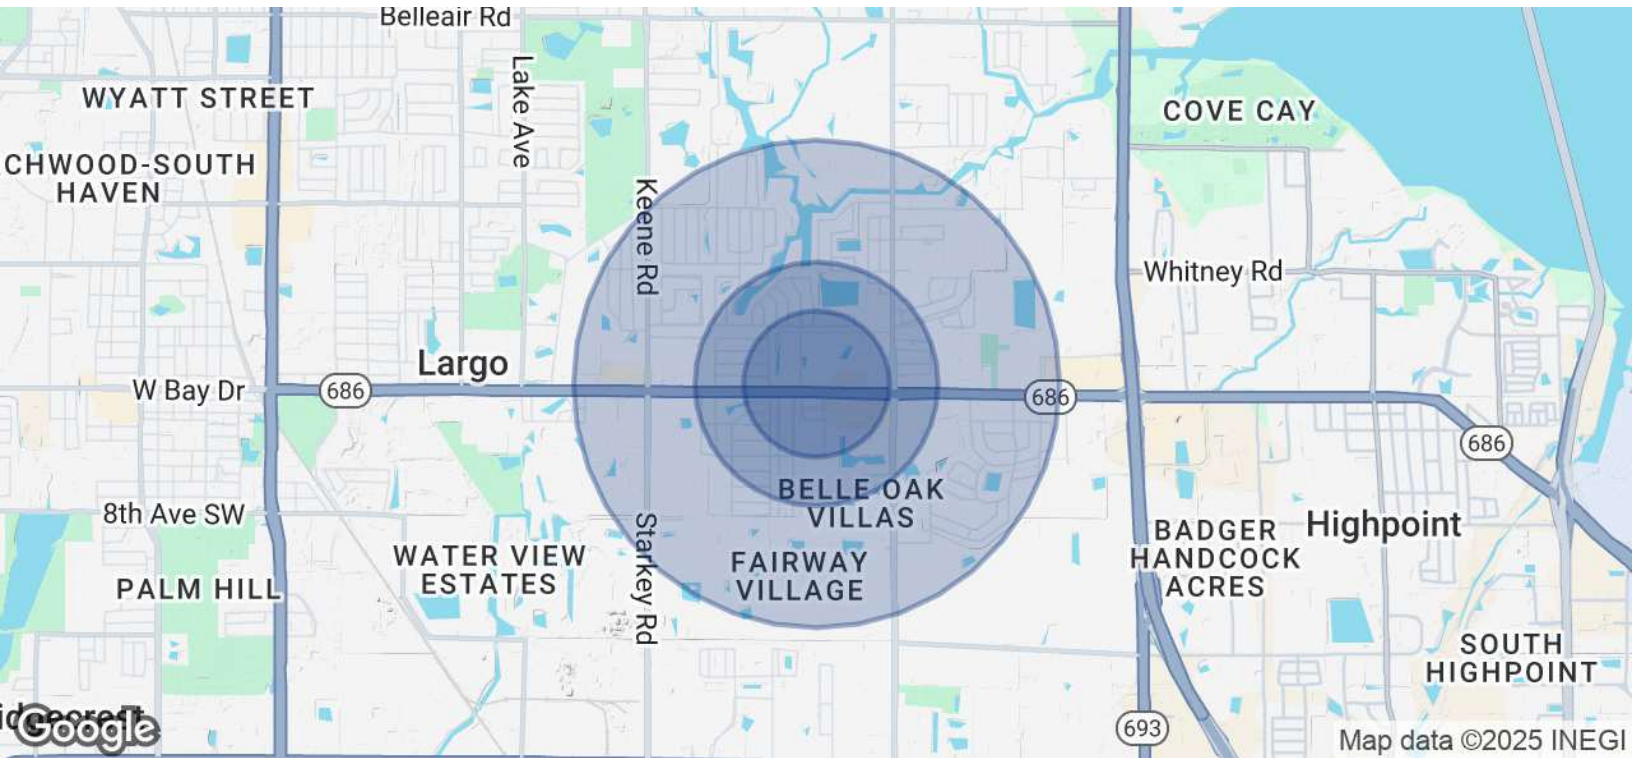 Belleair Rd
Lake Ave
WYATT STREET
COVE CAY
CHWOOD-SOUTH
HAVEN
Keene Rd
Whitney Rd
Largo
W Bay Dr
686
686
686
BELLE OAK
VILLAS
8th Ave SW
Starkey Rd
BADGER
HANDCOCK
ACRES
Highpoint
WATER VIEW
ESTATES
FAIRWAY
VILLAGE
PALM HILL
SOUTH
HIGHPOINT
693
Google
Map data ©2025 INEGI